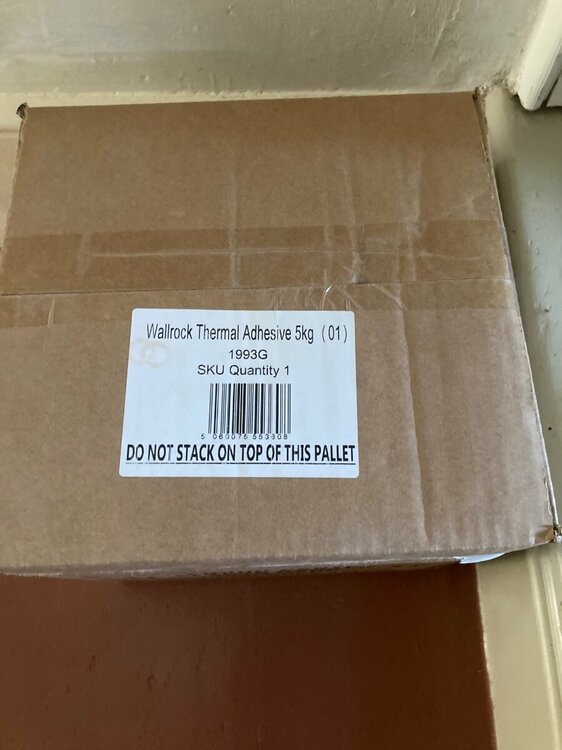 Wallrock Thermal Adhesive 5kg (01)
1993G
SKU Quantity 1
5 060075 553608
DO NOT STACK ON TOP OF THIS PALLET